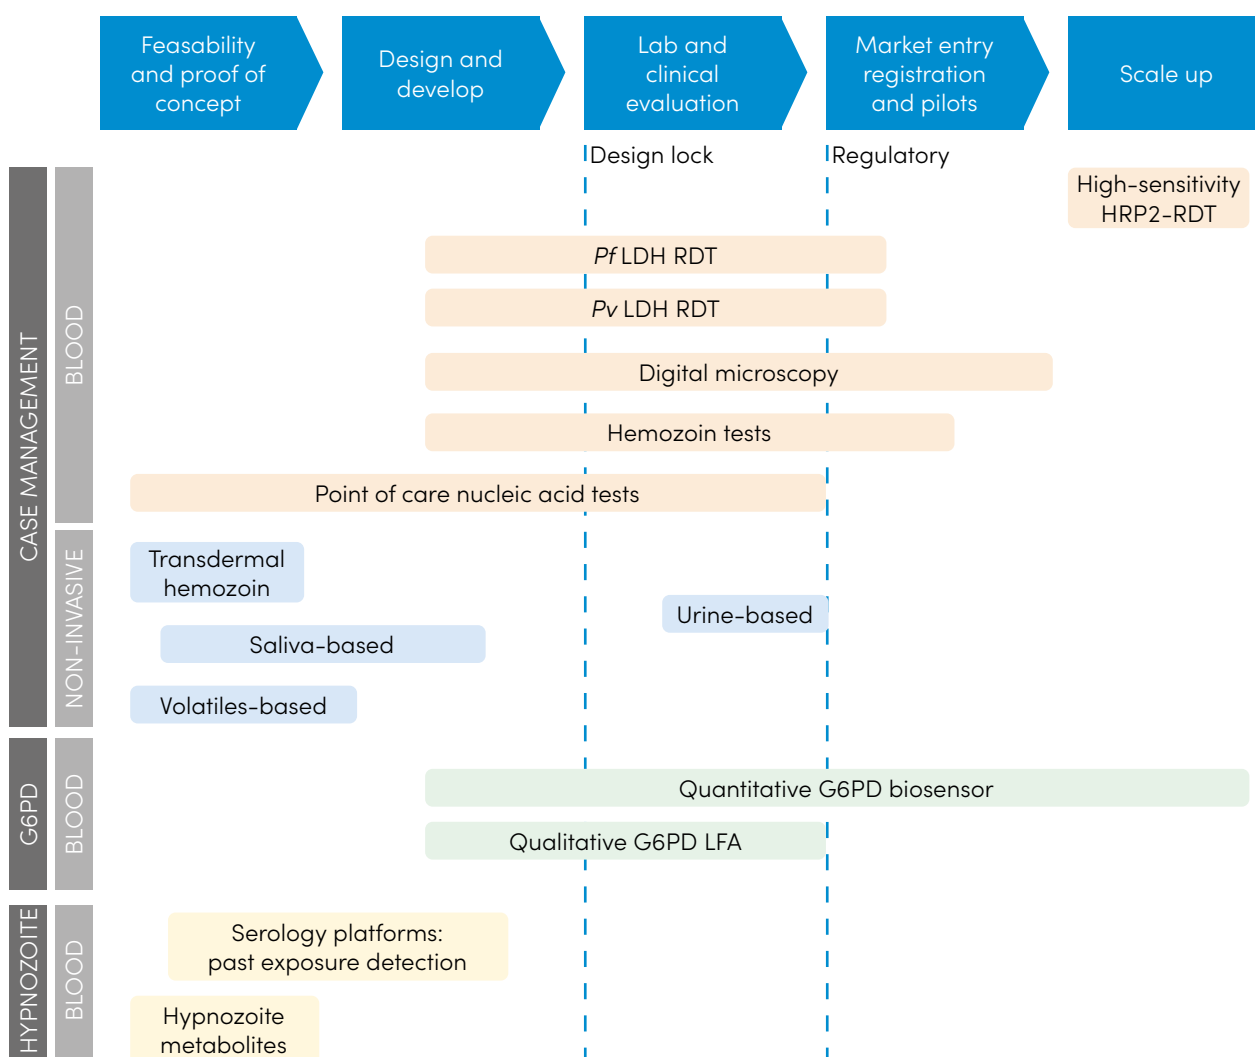 Feasability
and proof of
concept
Design and
develop
Lab and
clinical
evaluation
Market entry
registration
and pilots
Scale up
Design lock
Regulatory
CASE MANAGEMENT
BLOOD
High-sensitivity
HRP2-RDT
Pf LDH RDT
Pv LDH RDT
Digital microscopy
Hemozoin tests
Point of care nucleic acid tests
NON-INVASIVE
Transdermal
hemozoin
Urine-based
Saliva-based
Volatiles-based
G6PD
BLOOD
Quantitative G6PD biosensor
Qualitative G6PD LFA
HYPNOZOITE
BLOOD
Serology platforms:
past exposure detection
Hypnozoite
metabolites